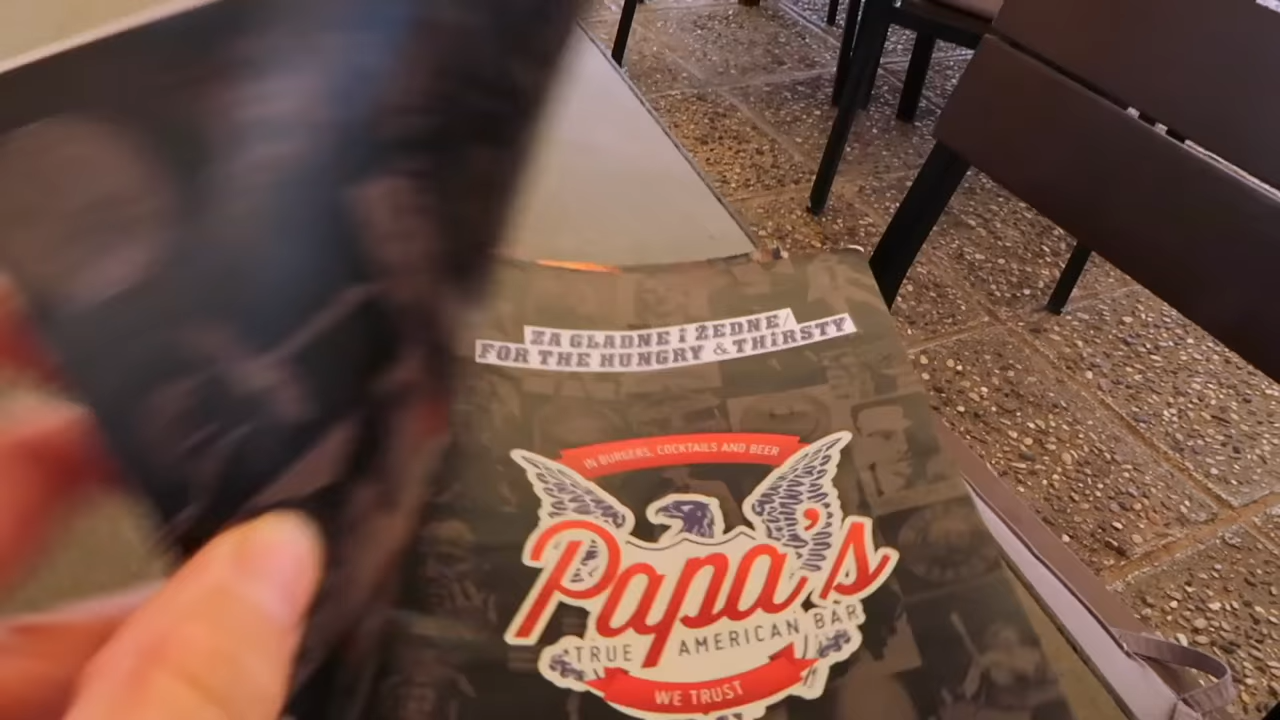 ZA GLADNE i ŽEDNE/
FOR THE HUNGRY & THiRSTY
IN BURGERS, COCKTAILS AND BEER
Papa's
TRUE AMERICAN BAR
WE TRUST